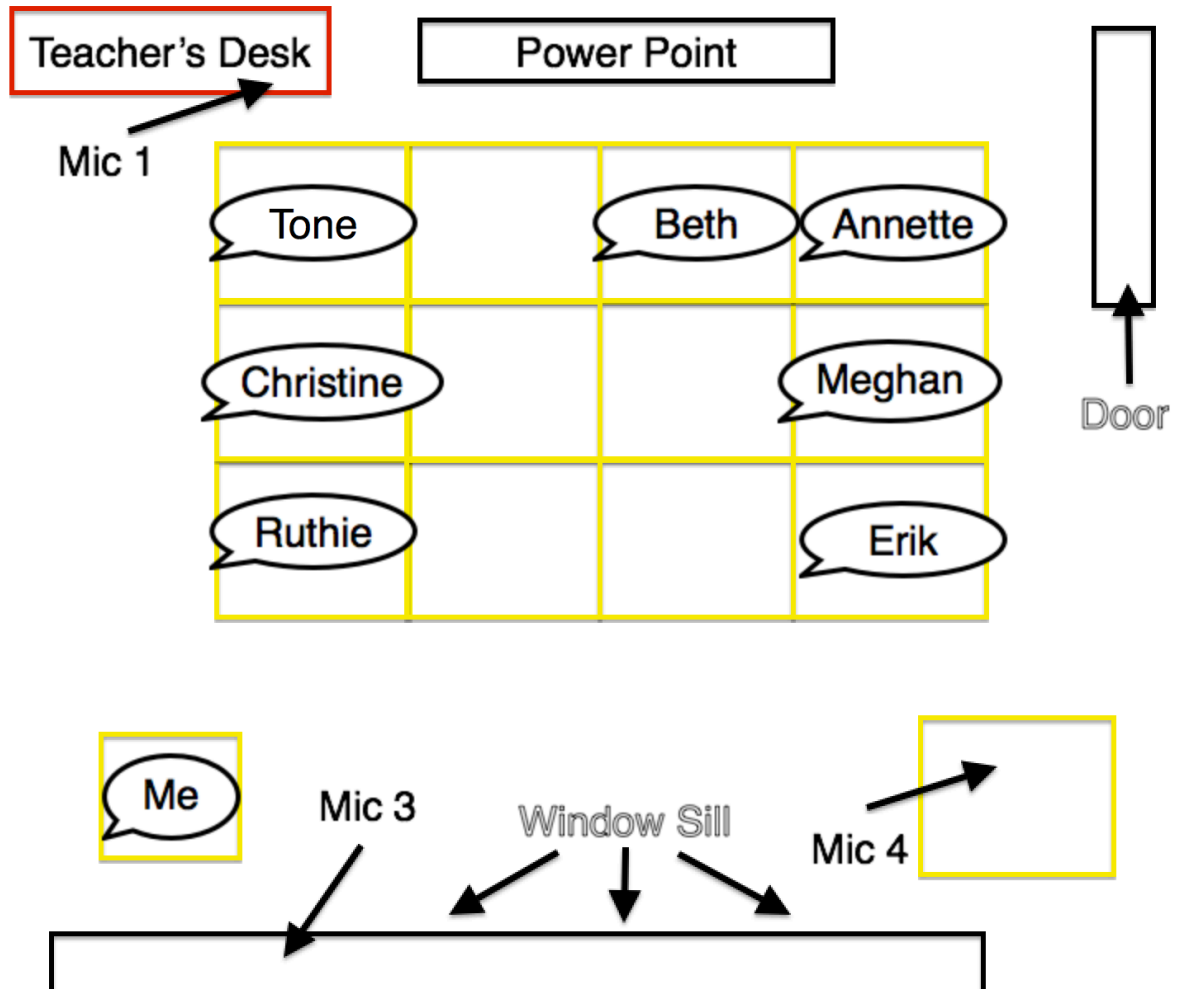 Teacher's Desk
Power Point
Mic 1
Tone
Beth
Annette
Christine
Meghan
Door
Ruthie
Erik
Me
Mic 3
Window Sill
Mic 4